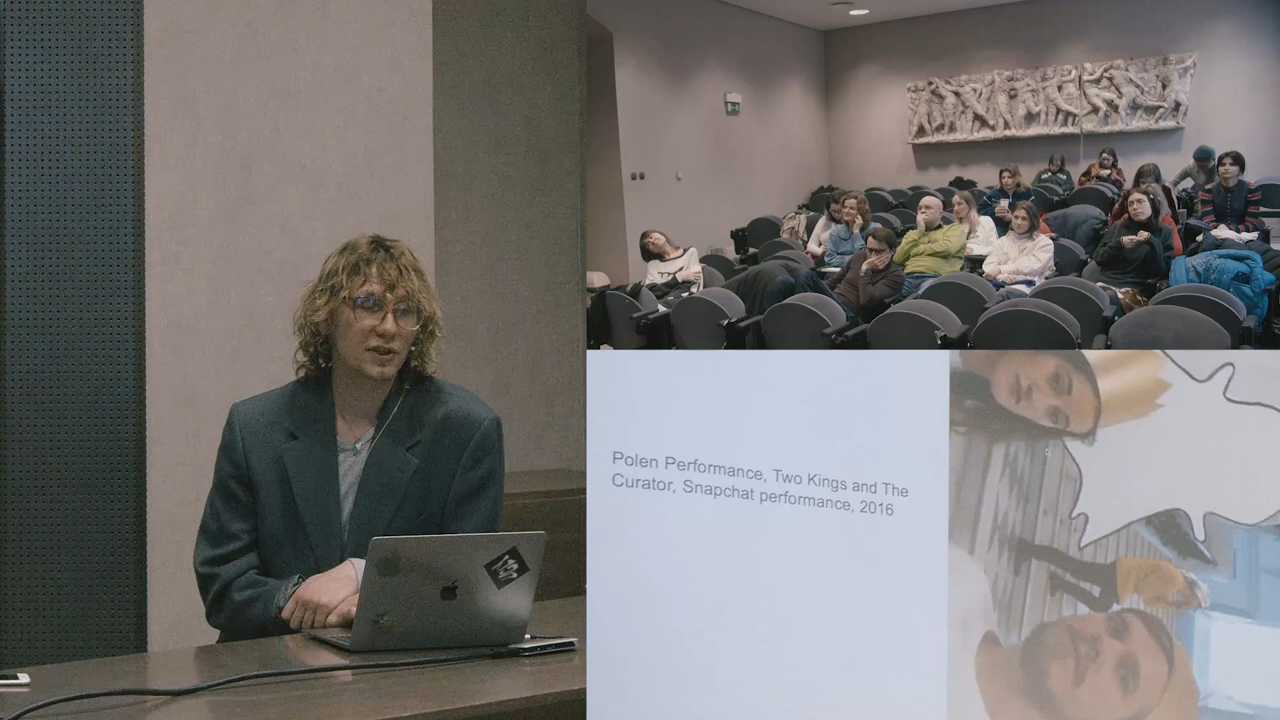 Polen Performance, Two Kings and The
Curator, Snapchat performance, 2016